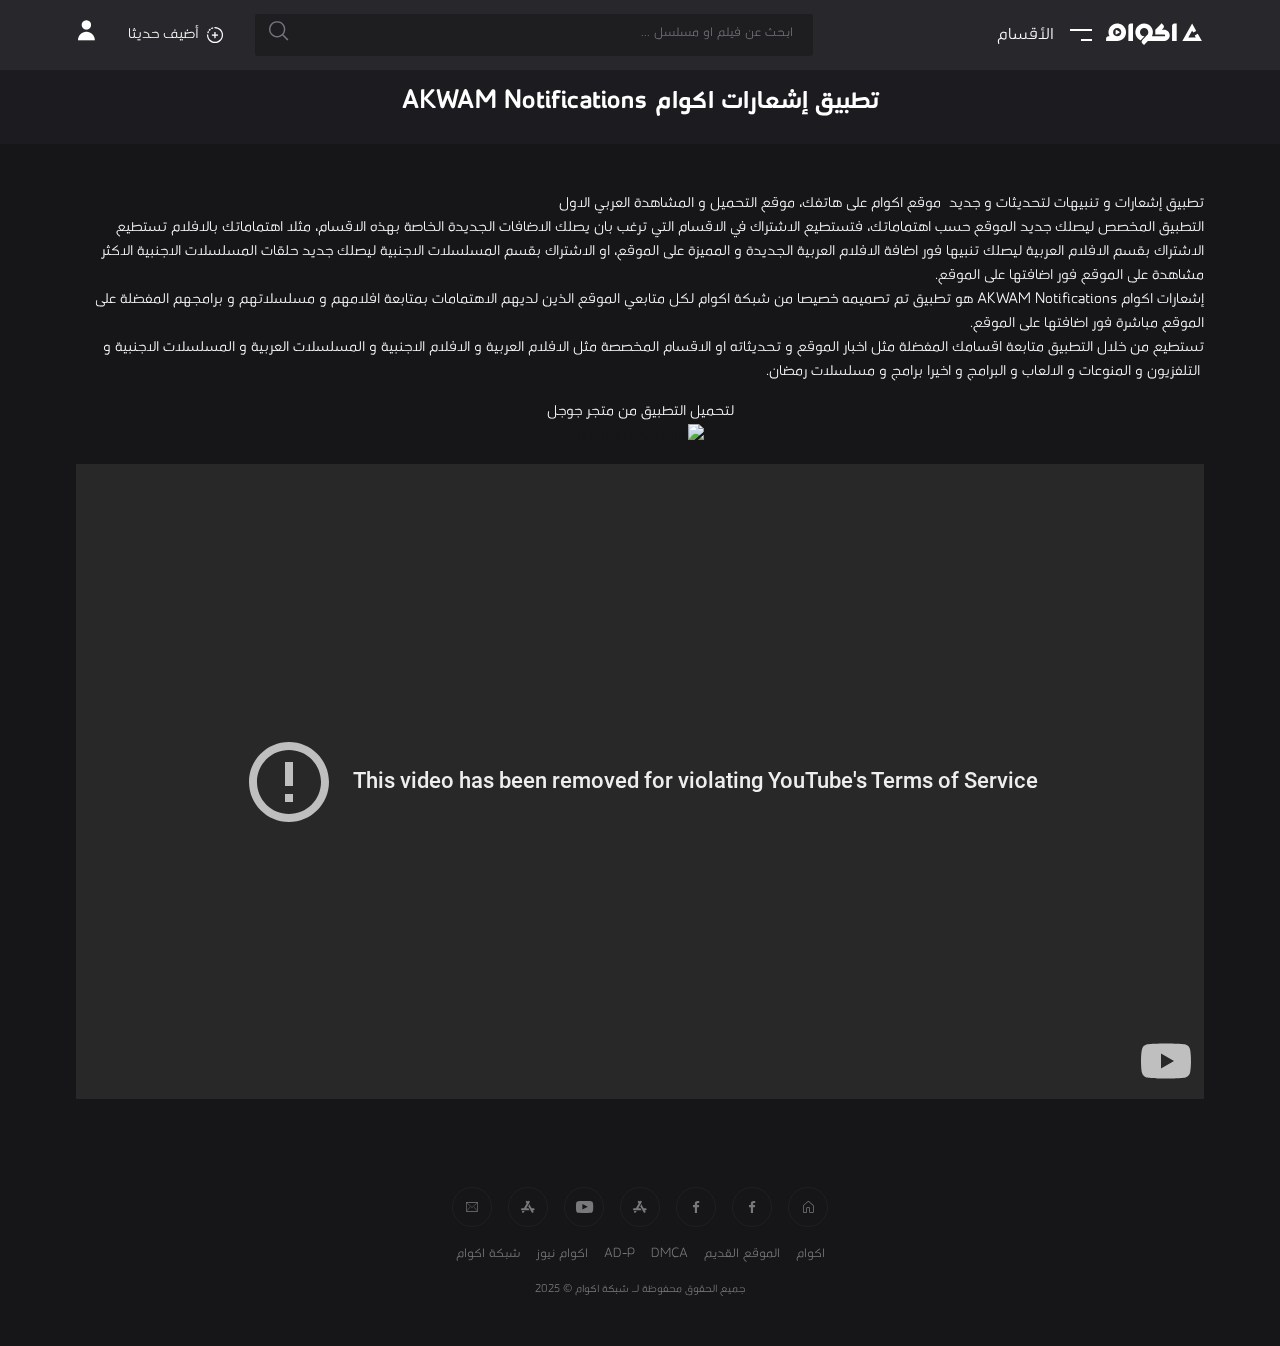 اكوام
الأقسام
ابحث عن فيلم او مسلسل ...
أضيف حديثا
تطبيق إشعارات اكوام AKWAM Notifications
تطبيق إشعارات و تنبيهات لتحديثات و جديد  موقع اكوام على هاتفك، موقع التحميل و المشاهدة العربي الاول
التطبيق المخصص ليصلك جديد الموقع حسب اهتماماتك، فتستطيع الاشتراك في الاقسام التي ترغب بان يصلك الاضافات الجديدة الخاصة بهذه الاقسام، مثلا اهتماماتك بالافلام تستطيع
الاشتراك بقسم الافلام العربية ليصلك تنبيها فور اضافة الافلام العربية الجديدة و المميزة على الموقع، او الاشتراك بقسم المسلسلات الاجنبية ليصلك جديد حلقات المسلسلات الاجنبية الاكثر
مشاهدة على الموقع فور اضافتها على الموقع.
إشعارات اكوام AKWAM Notifications هو تطبيق تم تصميمه خصيصا من شبكة اكوام لكل متابعي الموقع الذين لديهم الاهتمامات بمتابعة افلامهم و مسلسلاتهم و برامجهم المفضلة على
الموقع مباشرة فور اضافتها على الموقع.
تستطيع من خلال التطبيق متابعة اقسامك المفضلة مثل اخبار الموقع و تحديثاته او الاقسام المخصصة مثل الافلام العربية و الافلام الاجنبية و المسلسلات العربية و المسلسلات الاجنبية و
التلفزيون و المنوعات و الالعاب و البرامج و اخيرا برامج و مسلسلات رمضان.
لتحميل التطبيق من متجر جوجل
This video has been removed for violating YouTube's Terms of Service
اكوام
الموقع القديم
DMCA
AD-P
اكوام نيوز
شبكة اكوام
جميع الحقوق محفوظة لـ شبكة اكوام © 2025